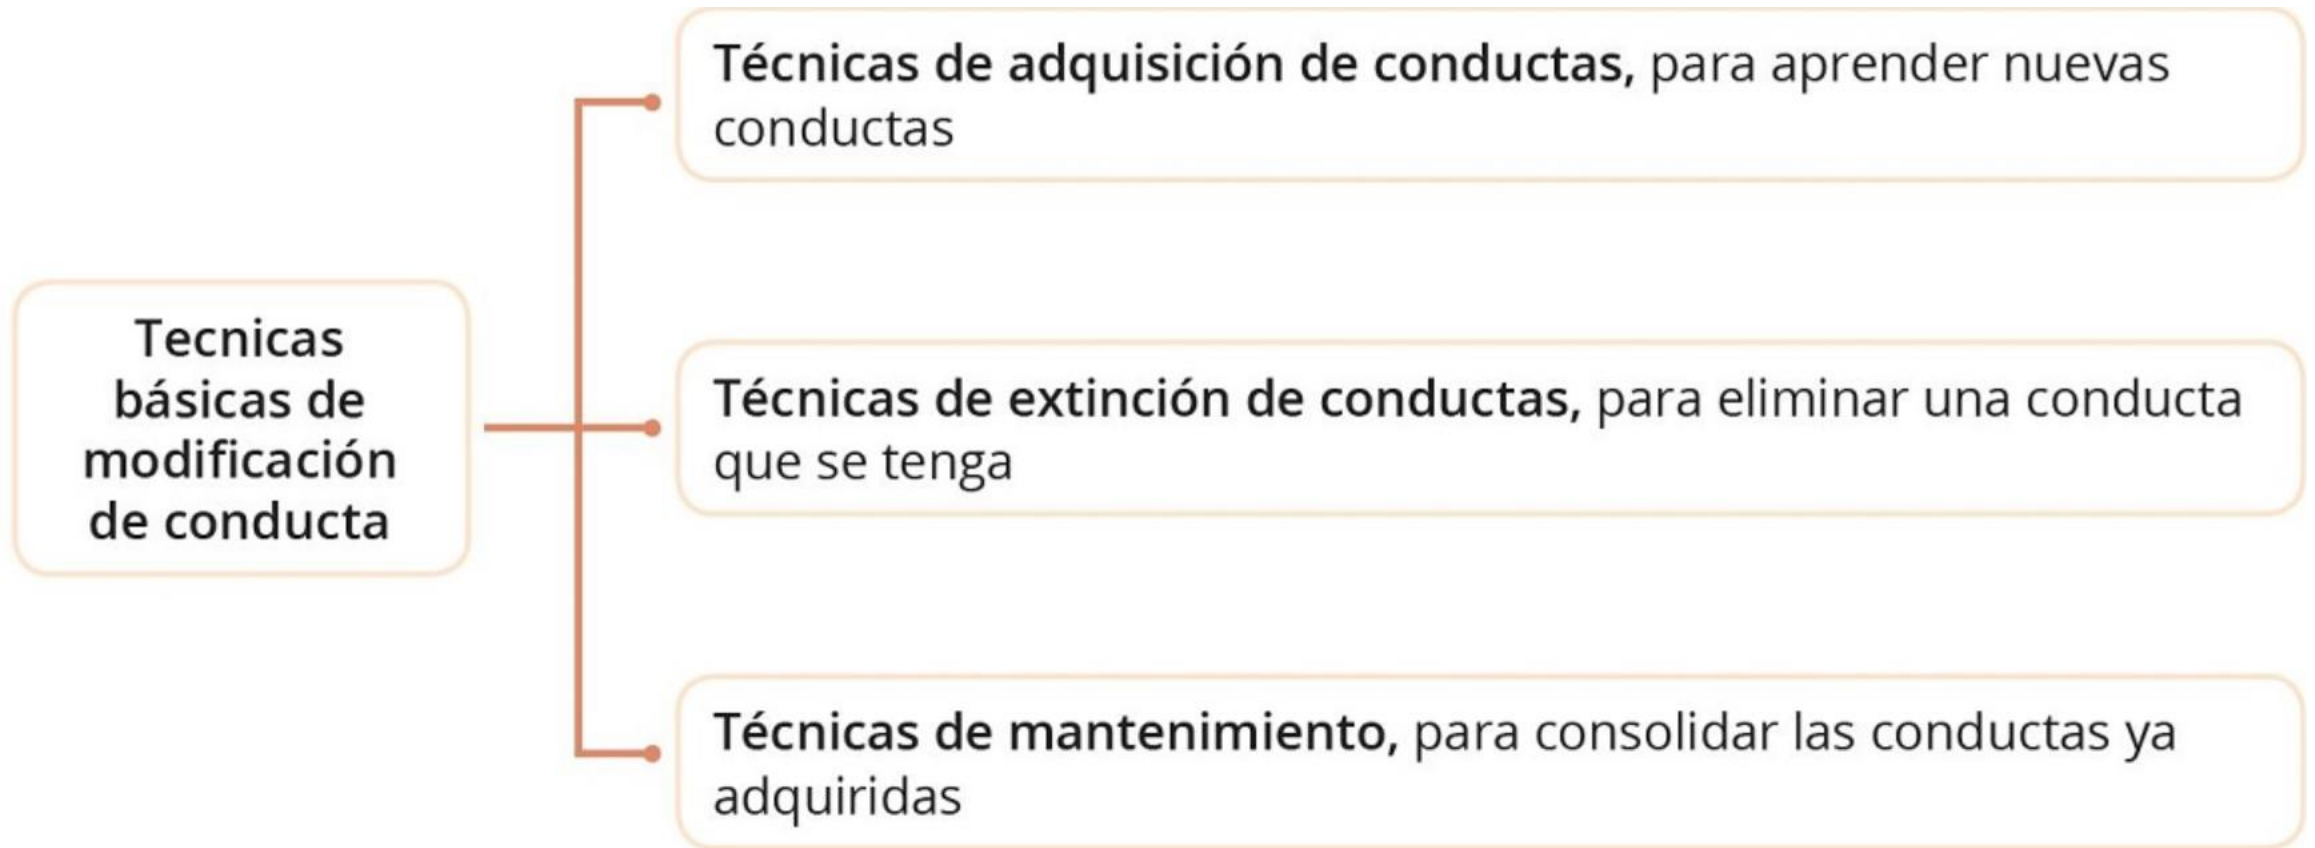 Técnicas de adquisición de conductas, para aprender nuevas
conductas
Tecnicas
básicas de
modificación
de conducta
Técnicas de extinción de conductas, para eliminar una conducta
que se tenga
Técnicas de mantenimiento, para consolidar las conductas ya
adquiridas